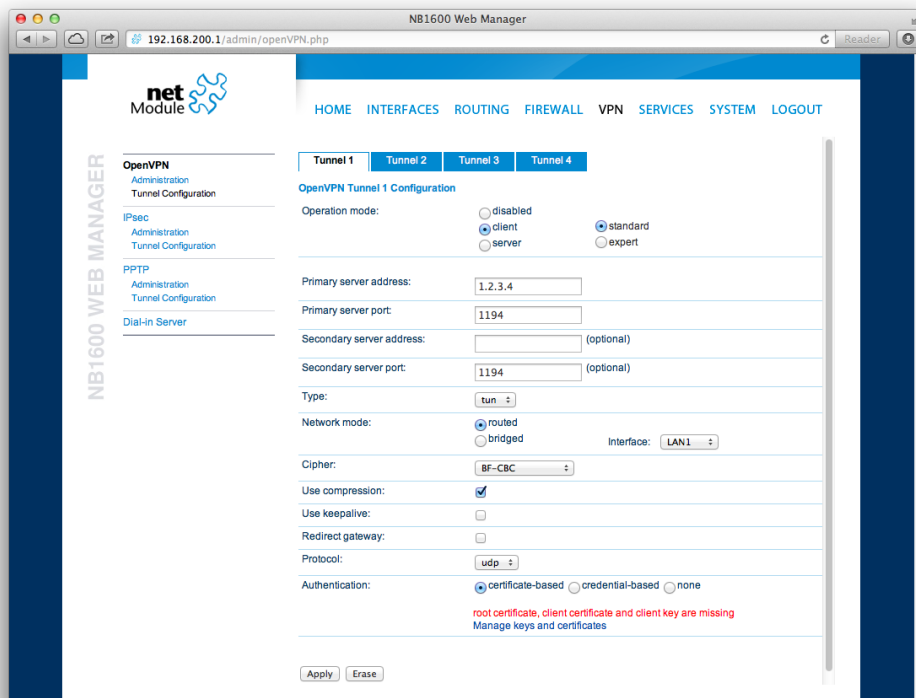 NB1600 Web Manager
192.168.200.1/admin/openVPN.php
Reader
net
Module
HOME INTERFACES ROUTING FIREWALL VPN SERVICES SYSTEM LOGOUT
NB1600 WEB MANAGER
OpenVPN
Administration
Tunnel Configuration
IPsec
Administration
Tunnel Configuration
PPTP
Administration
Tunnel Configuration
Dial-in Server
Tunnel 1 Tunnel 2 Tunnel 3 Tunnel 4
OpenVPN Tunnel 1 Configuration
Operation mode: disabled
client standard
server expert
Primary server address: 1.2.3.4
Primary server port: 1194
Secondary server address: (optional)
Secondary server port: 1194 (optional)
Type: tun
Network mode: routed
bridged Interface: LAN1
Cipher: BF-CBC
Use compression:
Use keepalive:
Redirect gateway:
Protocol: udp
Authentication: certificate-based credential-based none
root certificate, client certificate and client key are missing
Manage keys and certificates
Apply Erase